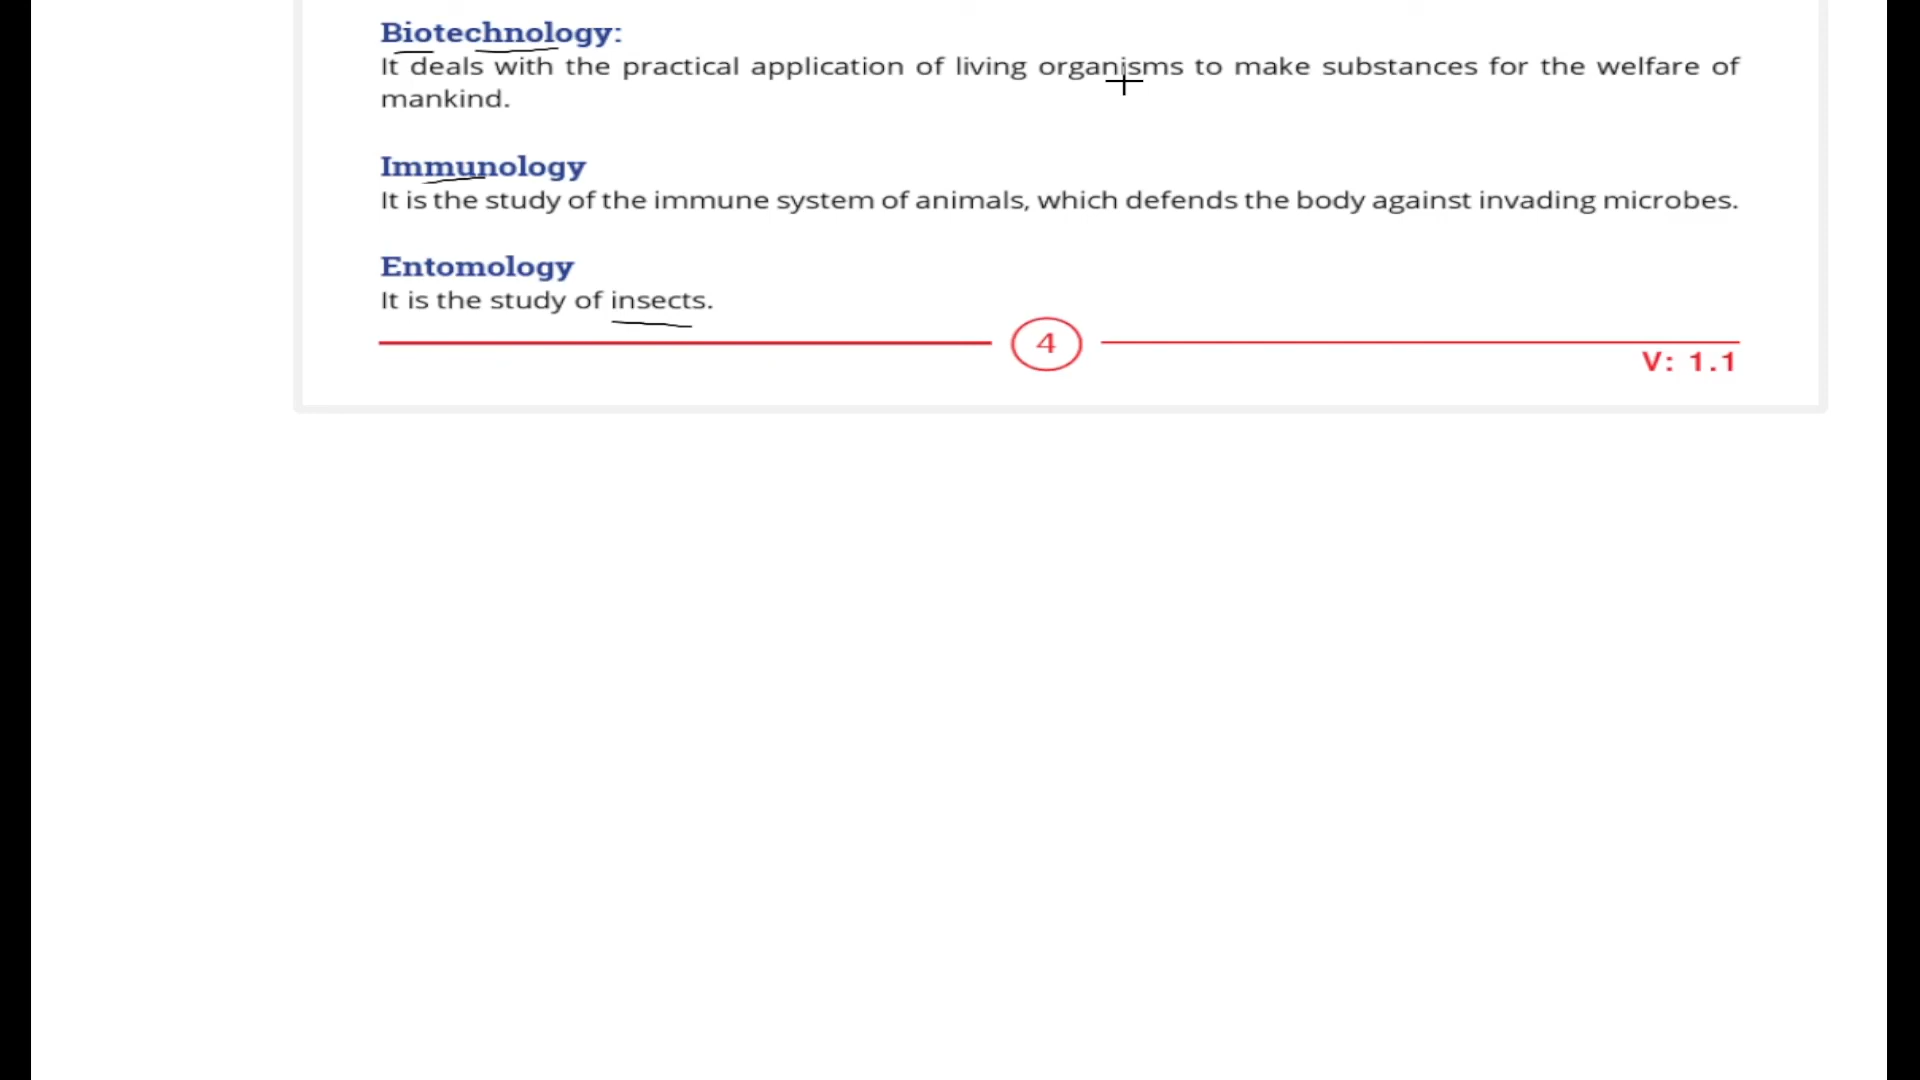 Biotechnology:
It deals with the practical application of living organisms to make substances for the welfare of
mankind.
Immunology
It is the study of the immune system of animals, which defends the body against invading microbes.
Entomology
It is the study of insects.
4
V: 1.1